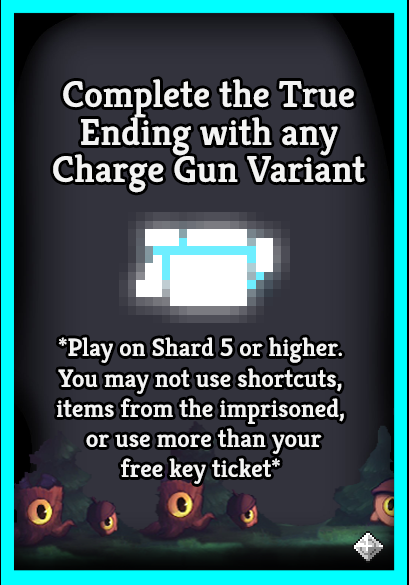 Complete the True
Ending with any
Charge Gun Variant
*Play on Shard 5 or higher.
You may not use shortcuts,
items from the imprisoned,
or use more than your
free key ticket*